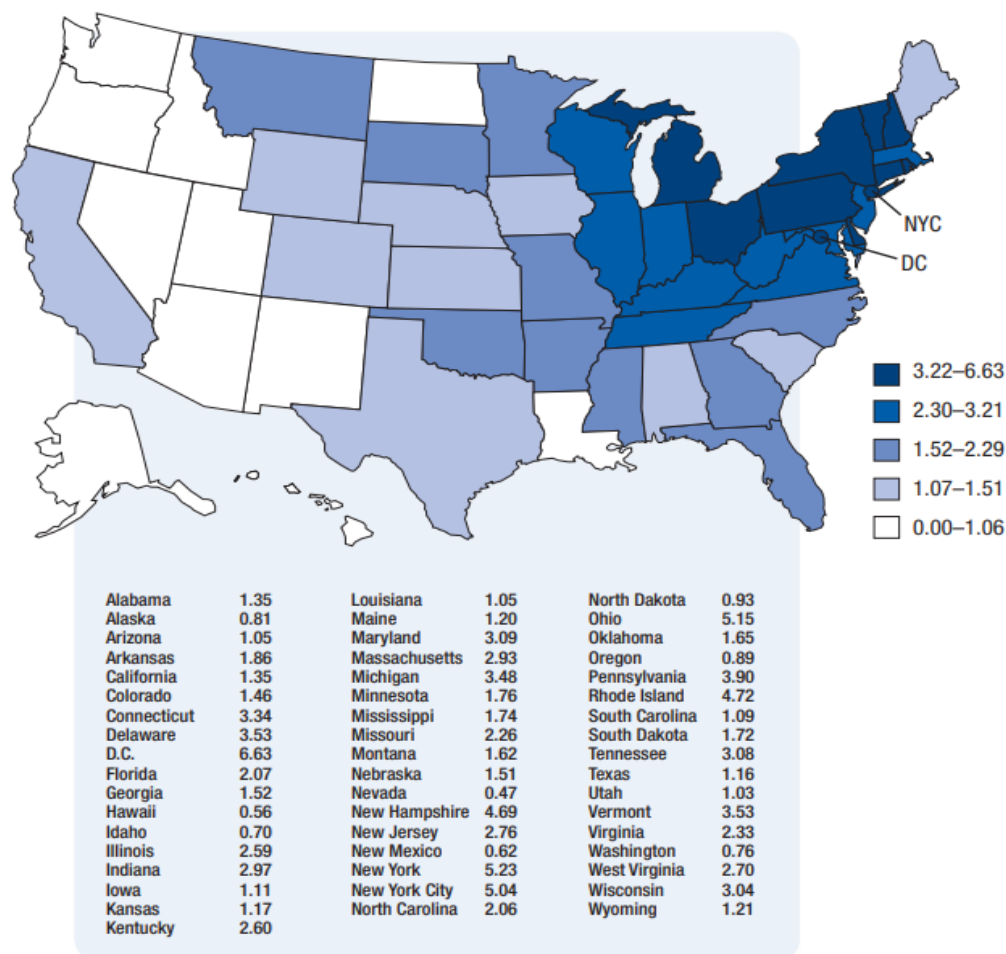 NYC
DC
3.22–6.63
2.30–3.21
1.52–2.29
1.07–1.51
0.00–1.06
Alabama 1.35
Alaska 0.81
Arizona 1.05
Arkansas 1.86
California 1.35
Colorado 1.46
Connecticut 3.34
Delaware 3.53
D.C. 6.63
Florida 2.07
Georgia 1.52
Hawaii 0.56
Idaho 0.70
Illinois 2.59
Indiana 2.97
Iowa 1.11
Kansas 1.17
Kentucky 2.60
Louisiana 1.05
Maine 1.20
Maryland 3.09
Massachusetts 2.93
Michigan 3.48
Minnesota 1.76
Mississippi 1.74
Missouri 2.26
Montana 1.62
Nebraska 1.51
Nevada 0.47
New Hampshire 4.69
New Jersey 2.76
New Mexico 0.62
New York 5.23
New York City 5.04
North Carolina 2.06
North Dakota 0.93
Ohio 5.15
Oklahoma 1.65
Oregon 0.89
Pennsylvania 3.90
Rhode Island 4.72
South Carolina 1.09
South Dakota 1.72
Tennessee 3.08
Texas 1.16
Utah 1.03
Vermont 3.53
Virginia 2.33
Washington 0.76
West Virginia 2.70
Wisconsin 3.04
Wyoming 1.21